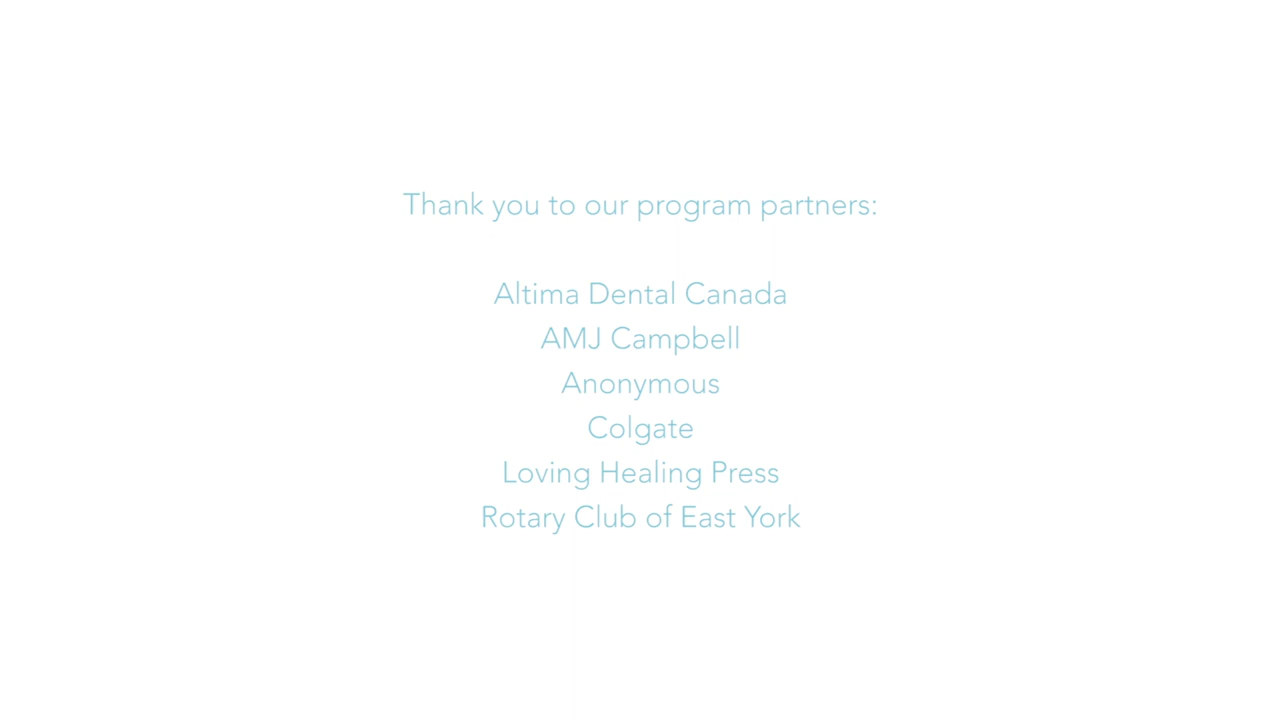 Thank you to our program partners:
Altima Dental Canada
AMJ Campbell
Anonymous
Colgate
Loving Healing Press
Rotary Club of East York